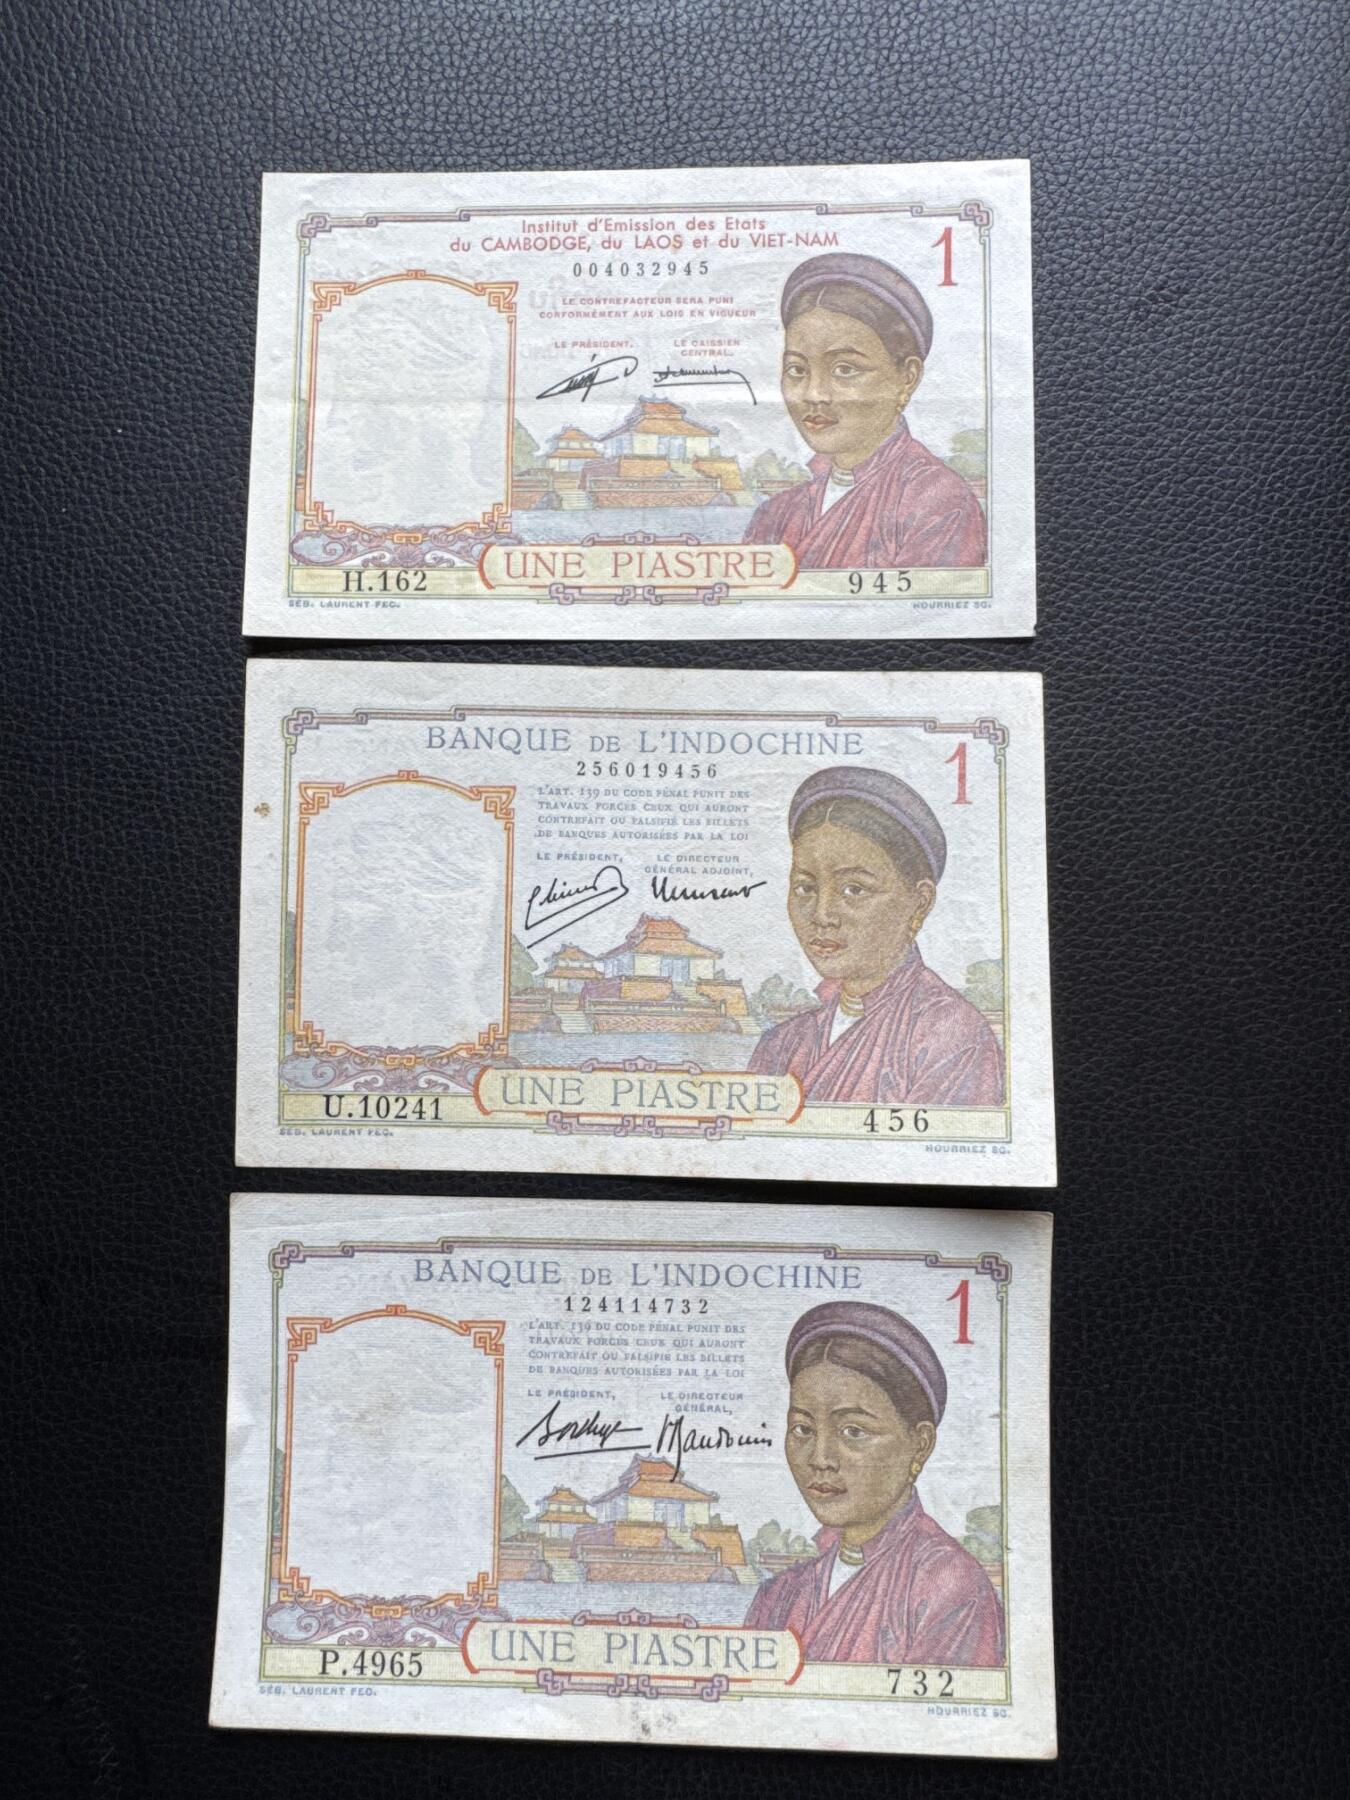 Institut d'Emission des Etats
du CAMBODGE, du LAOS et du VIET-NAM
1
004032945
LE CONTREFACTEUR SERA PUNI
CONFORMÉMENT AUX LOIS EN VIGUEUR
LE PRÉSIDENT, LE CAISSIER
CENTRAL,
UNE PIASTRE
H.162 945
SÉB. LAURENT FEC. HOURRIEZ SC.
BANQUE DE L'INDOCHINE
1
256019456
L'ART. 139 DU CODE PÉNAL PUNIT DES
TRAVAUX FORCÉS CEUX QUI AURONT
CONTREFAIT OU FALSIFIÉ LES BILLETS
DE BANQUES AUTORISÉES PAR LA LOI
LE PRÉSIDENT, LE DIRECTEUR
GÉNÉRAL ADJOINT,
UNE PIASTRE
U.10241 456
SÉB. LAURENT FEC. HOURRIEZ SC.
BANQUE DE L'INDOCHINE
1
124114732
L'ART. 139 DU CODE PÉNAL PUNIT DES
TRAVAUX FORCÉS CEUX QUI AURONT
CONTREFAIT OU FALSIFIÉ LES BILLETS
DE BANQUES AUTORISÉES PAR LA LOI
LE PRÉSIDENT, LE DIRECTEUR
GÉNÉRAL,
UNE PIASTRE
P.4965 732
SÉB. LAURENT FEC. HOURRIEZ SC.